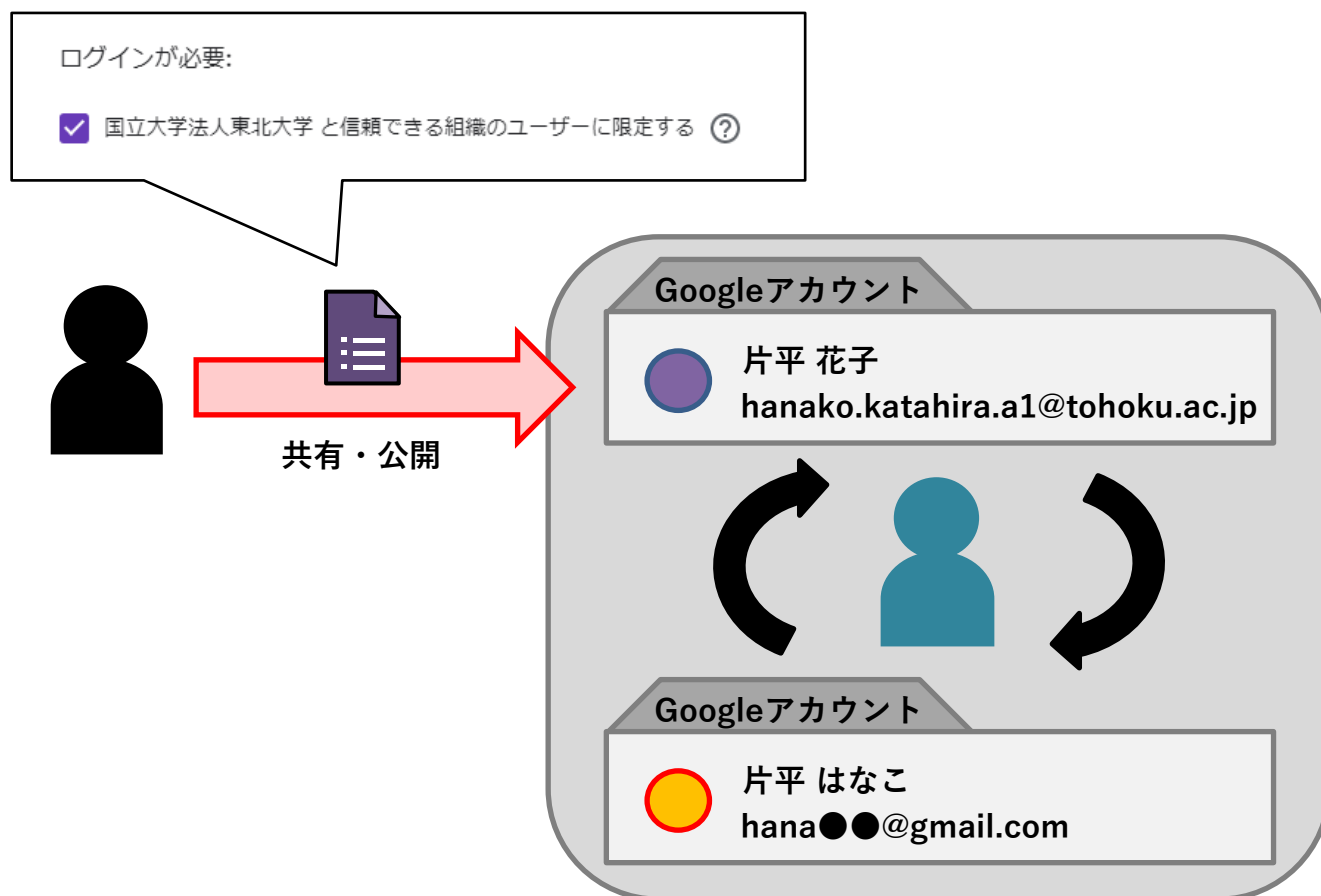 ログインが必要:
国立大学法人東北大学 と信頼できる組織のユーザーに限定する ?
共有・公開
Googleアカウント
片平 花子
hanako.katahira.a1@tohoku.ac.jp
Googleアカウント
片平 はなこ
hana●●@gmail.com